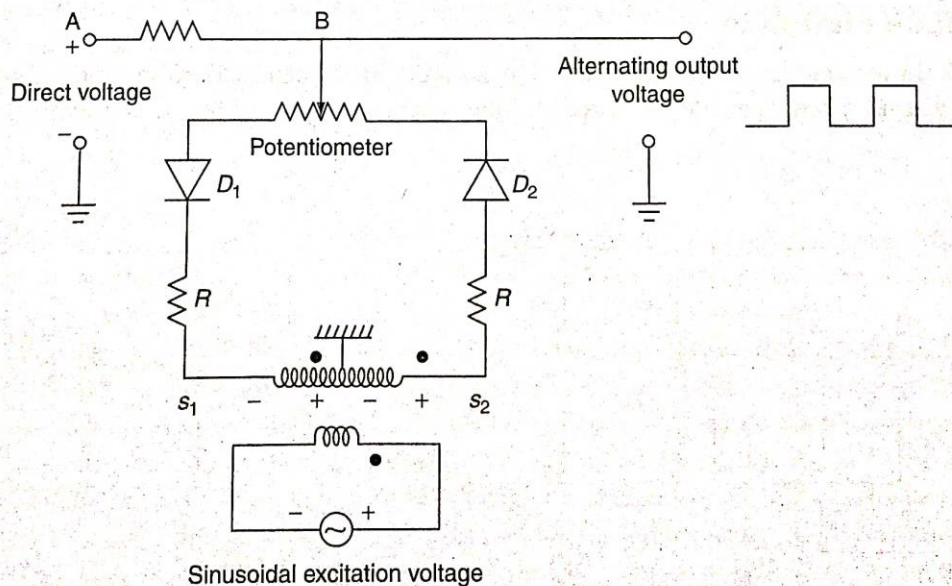 A
B
+
Direct voltage
Alternating output
voltage
−
Potentiometer
D1
D2
R
R
s1
−
+
−
+
s2
−
+
~
Sinusoidal excitation voltage